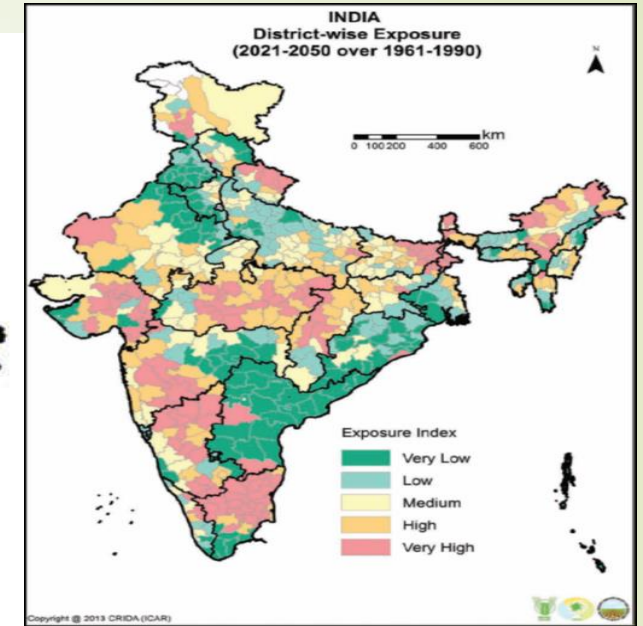 INDIA
District-wise Exposure
(2021-2050 over 1961-1990)
N
km
0 100 200 400 600
Exposure Index
Very Low
Low
Medium
High
Very High
Copyright @ 2013 CRIDA (ICAR)